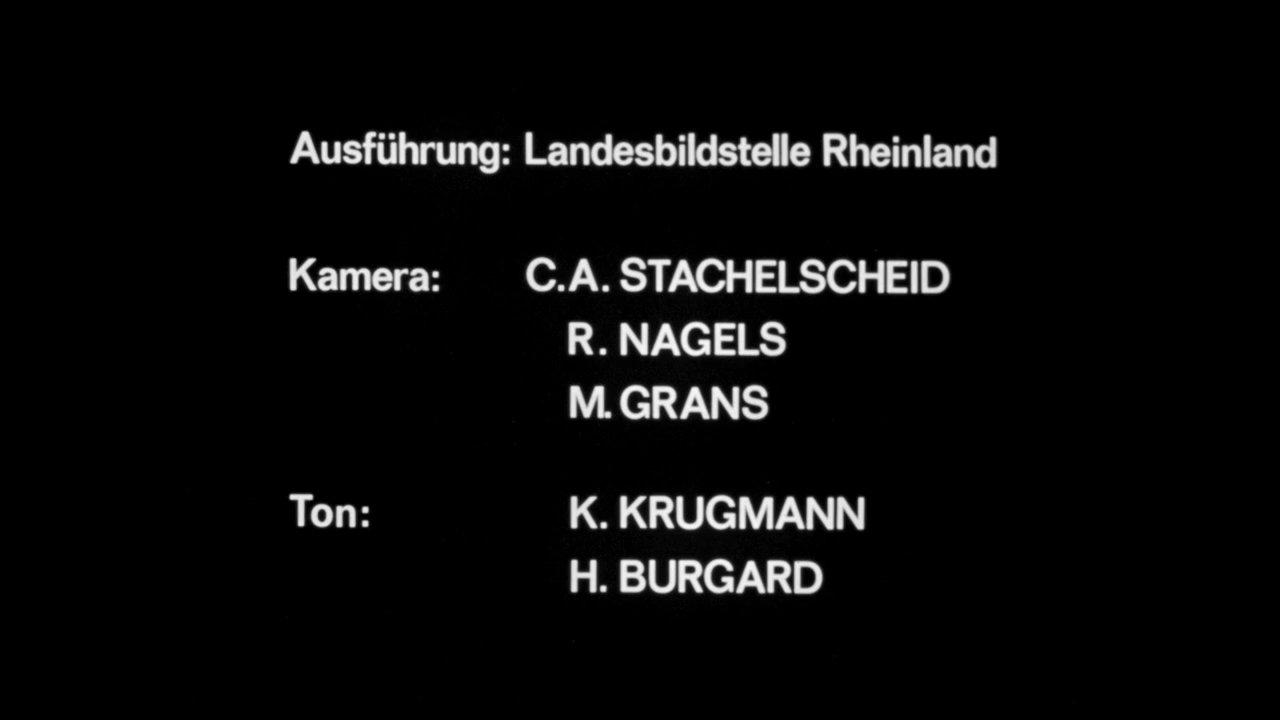 Ausführung: Landesbildstelle Rheinland
Kamera: C.A. STACHELSCHEID
R. NAGELS
M. GRANS
Ton: K. KRUGMANN
H. BURGARD